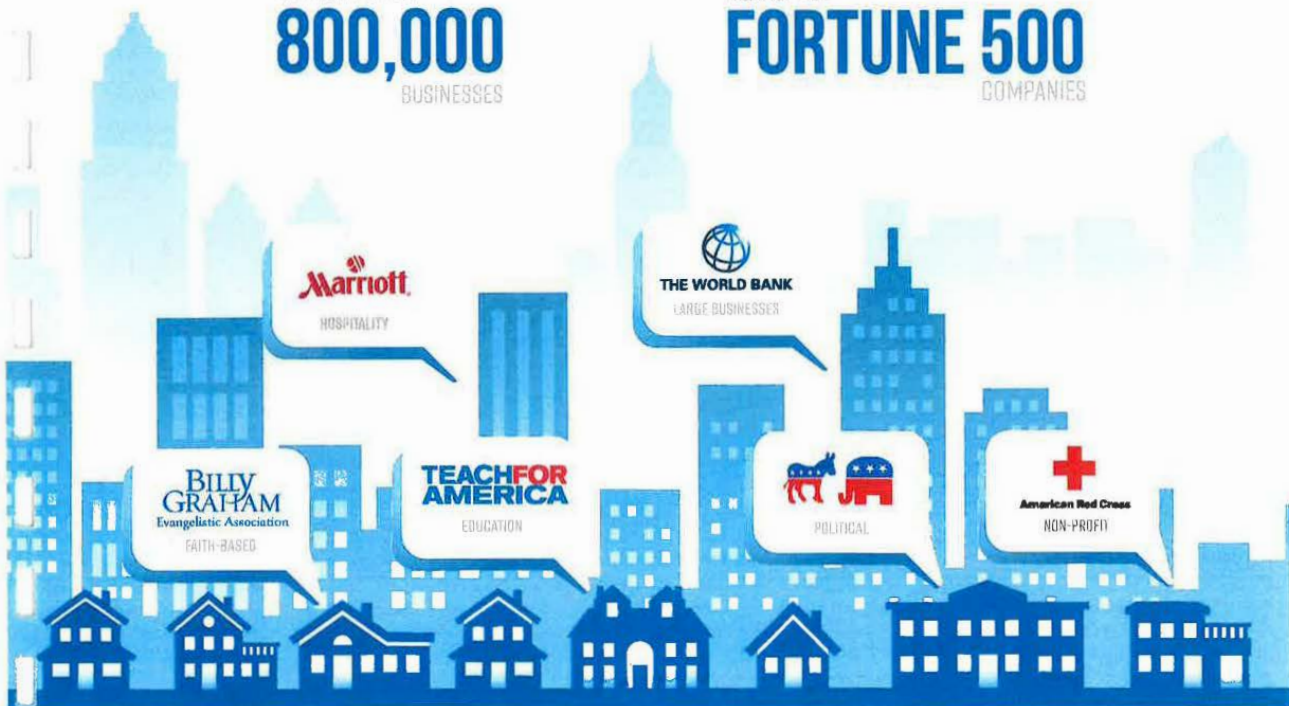 800,000
BUSINESSES
FORTUNE 500
COMPANIES
Marriott
HOSPITALITY
THE WORLD BANK
LARGE BUSINESSES
BILLY
GRAHAM
Evangelistic Association
FAITH-BASED
TEACHFOR
AMERICA
EDUCATION
POLITICAL
American Red Cross
NON-PROFIT